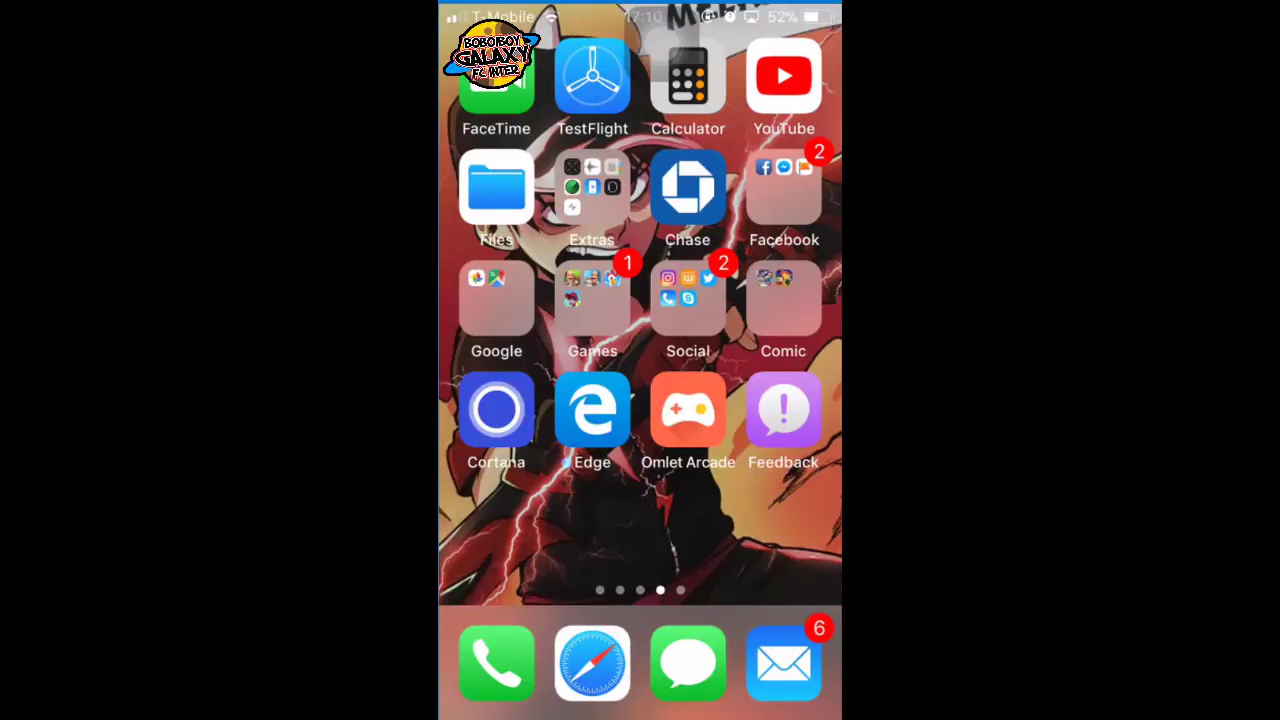 T-Mobile 17:10 52%
BOBOIBOY
GALAXY
FC INTER
FaceTime TestFlight Calculator YouTube
2
Files Extras Chase Facebook
1 2
Google Games Social Comic
Cortana Edge Omlet Arcade Feedback
6